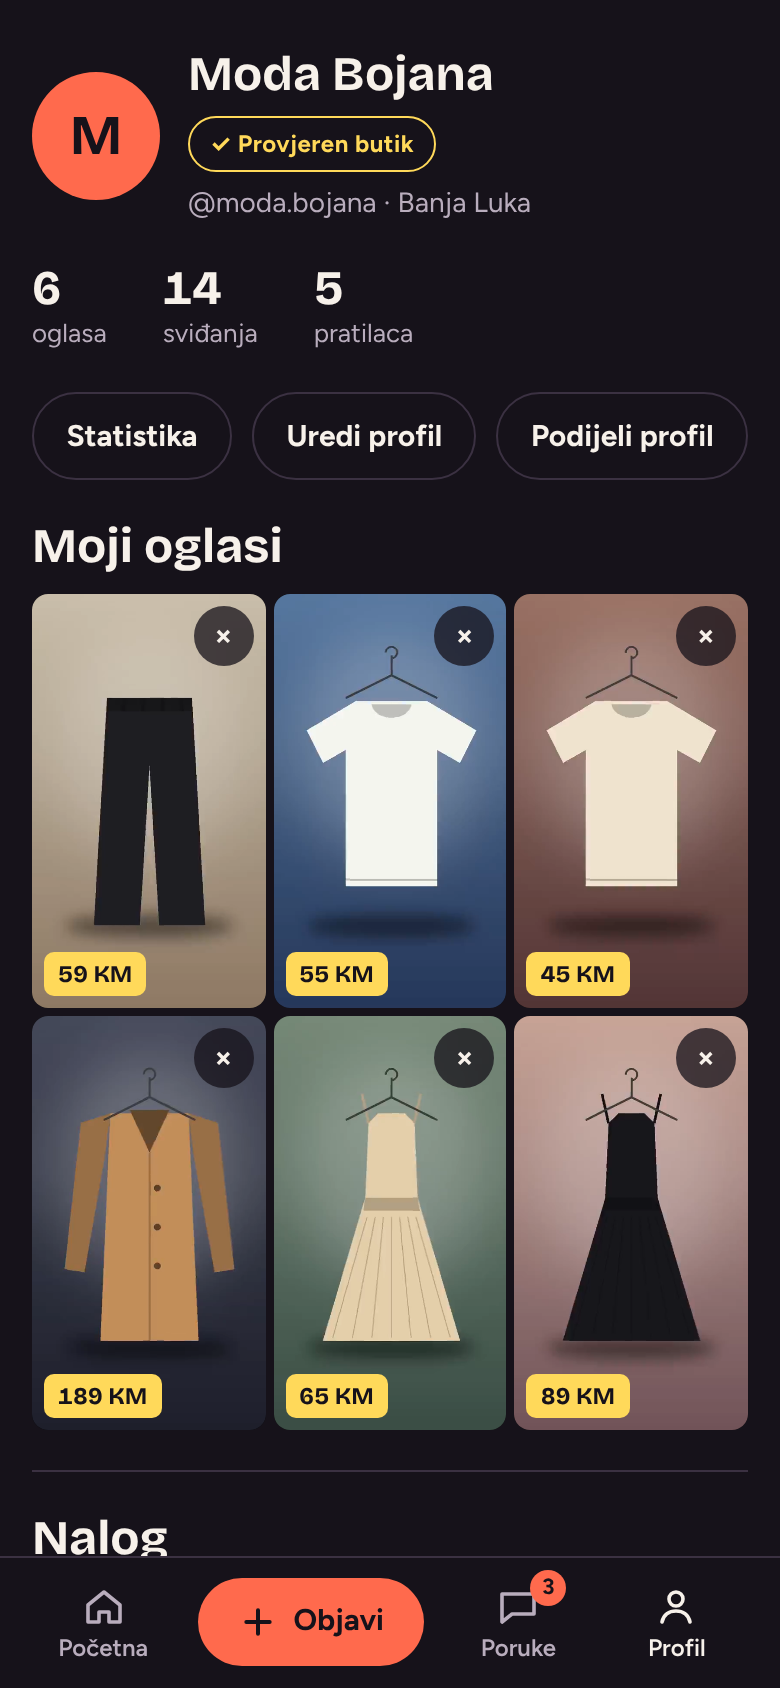 M
Moda Bojana
✓ Provjeren butik
@moda.bojana · Banja Luka
6
oglasa
14
sviđanja
5
pratilaca
Statistika
Uredi profil
Podijeli profil
Moji oglasi
×
×
×
59 KM
55 KM
45 KM
×
×
×
189 KM
65 KM
89 KM
Nalog
Početna
+ Objavi
3
Poruke
Profil